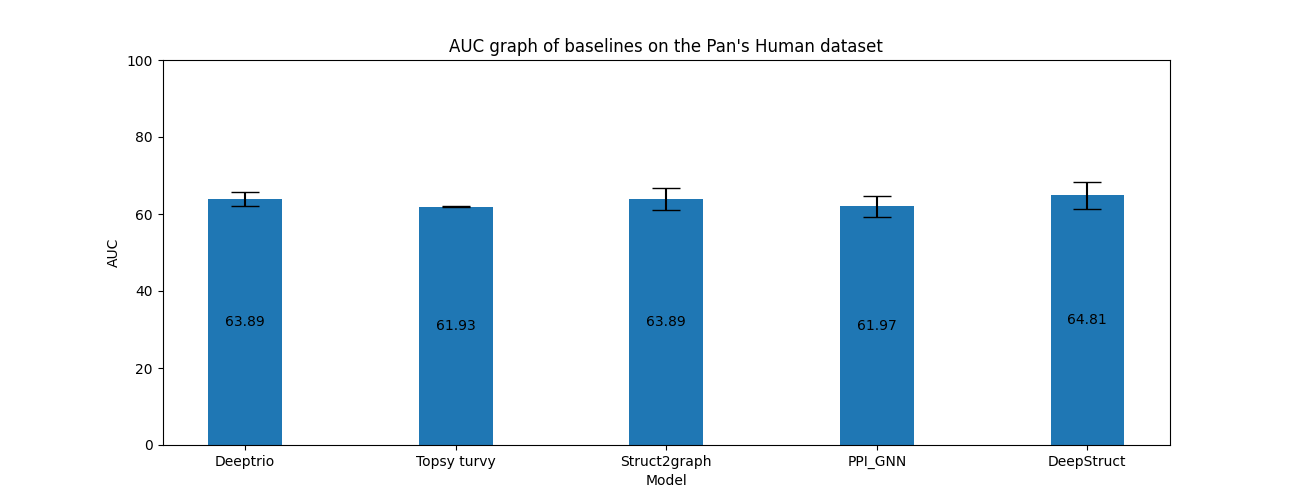 AUC graph of baselines on the Pan's Human dataset
100
80
60
40
20
0
AUC
63.89
61.93
63.89
61.97
64.81
Deeptrio
Topsy turvy
Struct2graph
PPI_GNN
DeepStruct
Model